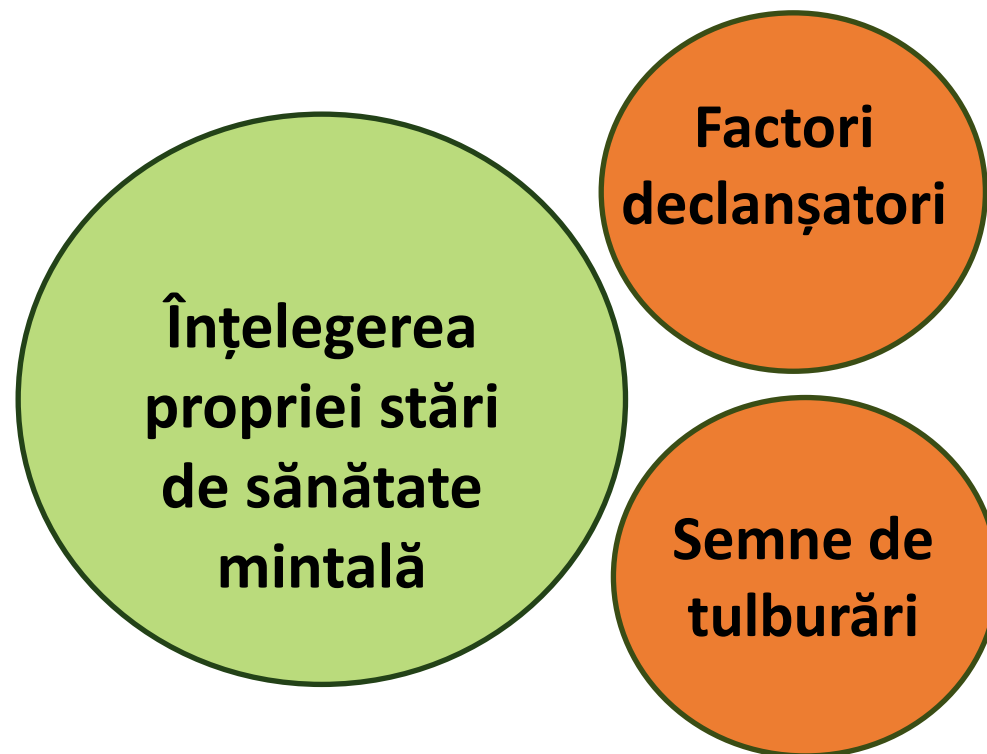 Înțelegerea
propriei stări
de sănătate
mintală
Factori
declanșatori
Semne de
tulburări